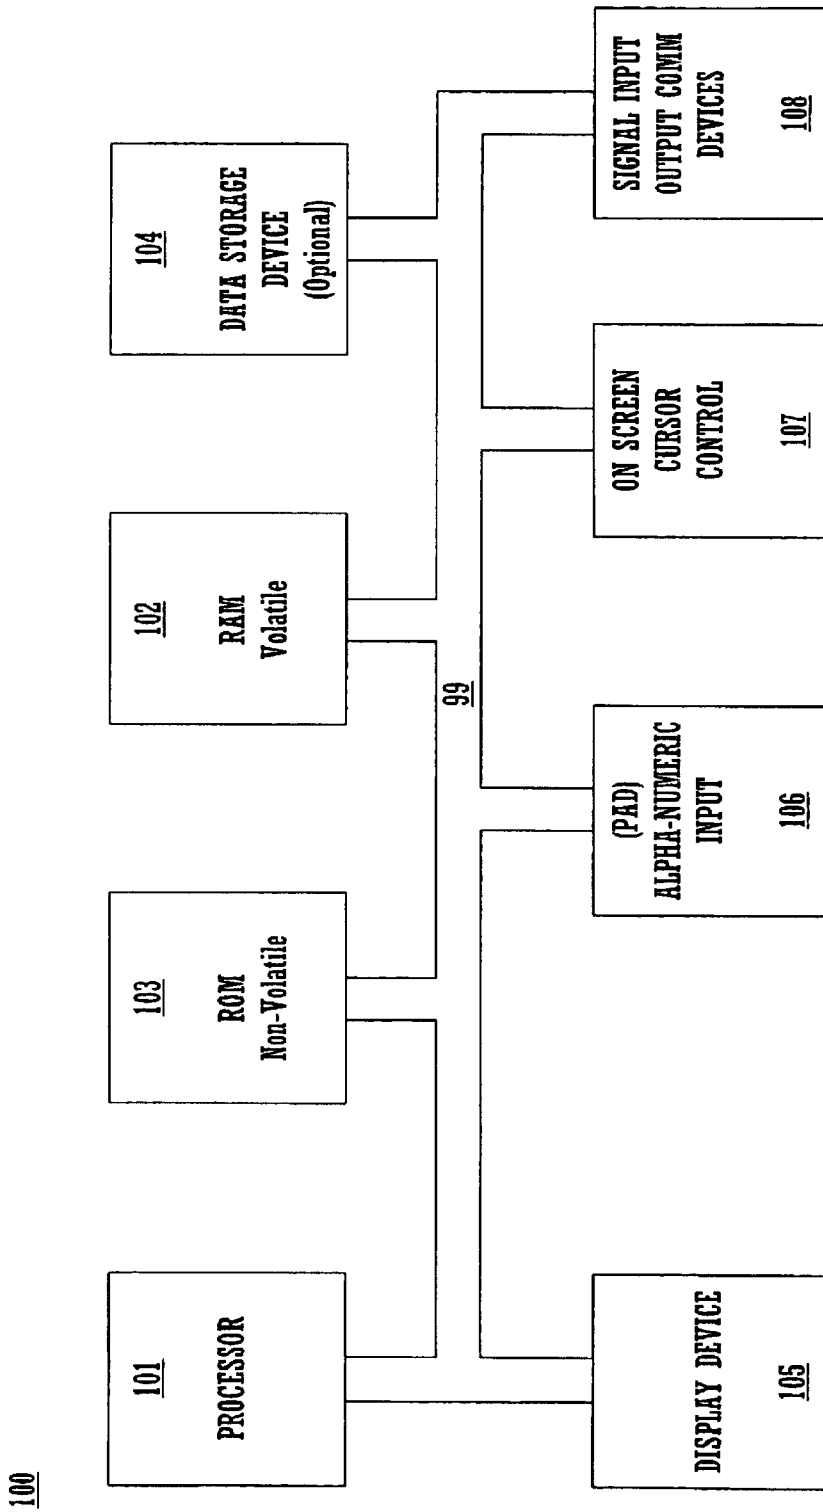 100
101
PROCESSOR
103
ROM
Non-Volatile
102
RAM
Volatile
104
DATA STORAGE
DEVICE
(Optional)
99
DISPLAY DEVICE
105
(PAD)
ALPHA-NUMERIC
INPUT
106
ON SCREEN
CURSOR
CONTROL
107
SIGNAL INPUT
OUTPUT COMM
DEVICES
108